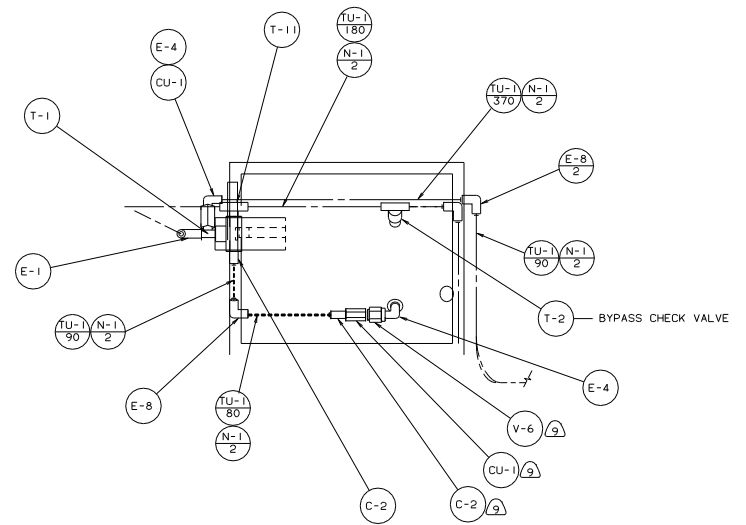 TU-1
180
N-1
2
T-11
E-4
CU-1
T-1
TU-1
370
N-1
2
E-8
2
TU-1
90
N-1
2
E-1
T-2
BYPASS CHECK VALVE
TU-1
90
N-1
2
E-8
TU-1
80
N-1
2
E-4
V-6
9
CU-1
9
C-2
C-2
9